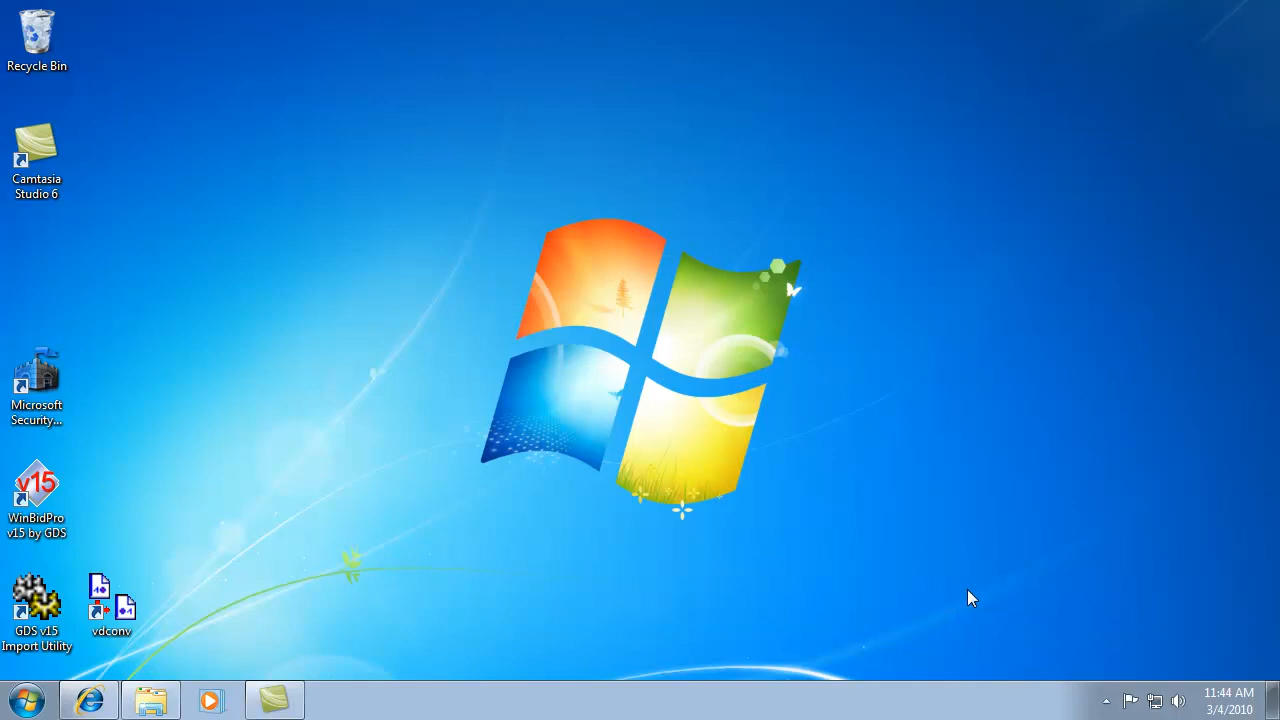 Recycle Bin
Camtasia
Studio 6
Microsoft
Security...
v15
WinBidPro
v15 by GDS
GDS v15
Import Utility
vdconv
11:44 AM
3/4/2010